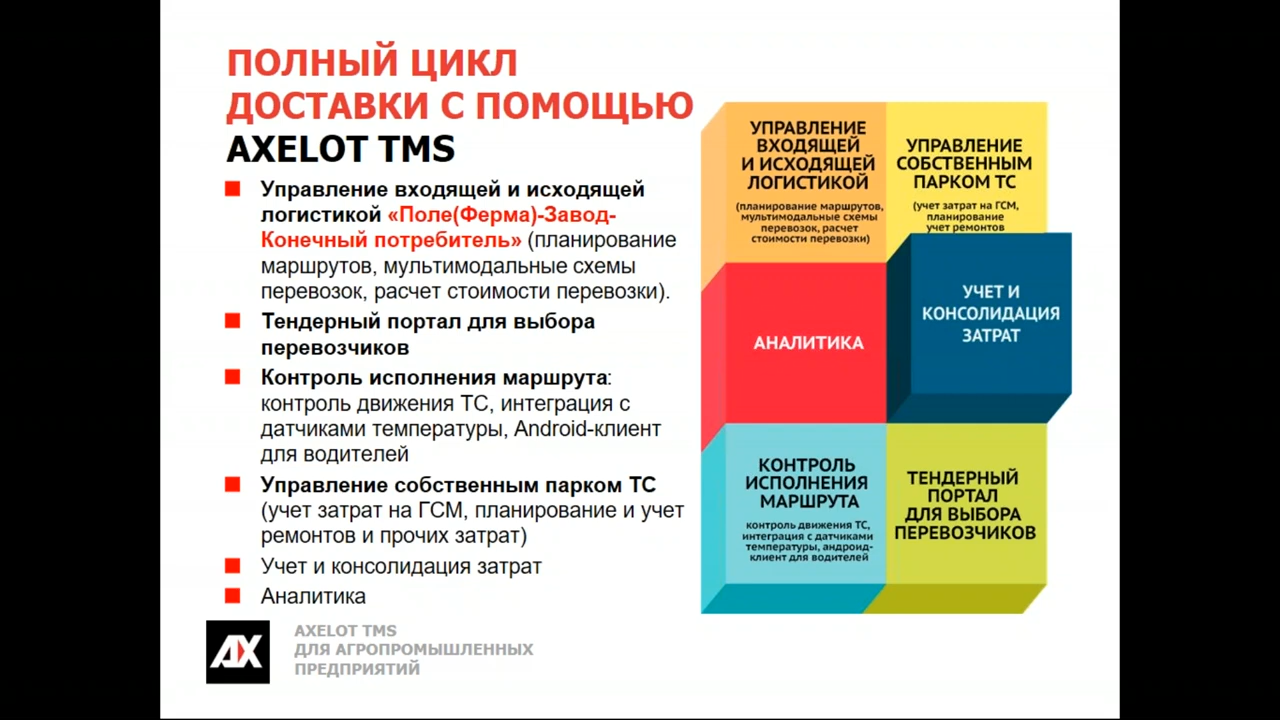 ПОЛНЫЙ ЦИКЛ
ДОСТАВКИ С ПОМОЩЬЮ
AXELOT TMS
Управление входящей и исходящей
логистикой «Поле(Ферма)-Завод-
Конечный потребитель» (планирование
маршрутов, мультимодальные схемы
перевозок, расчет стоимости перевозки).
Тендерный портал для выбора
перевозчиков
Контроль исполнения маршрута:
контроль движения ТС, интеграция с
датчиками температуры, Android-клиент
для водителей
Управление собственным парком ТС
(учет затрат на ГСМ, планирование и учет
ремонтов и прочих затрат)
Учет и консолидация затрат
Аналитика
УПРАВЛЕНИЕ
ВХОДЯЩЕЙ
И ИСХОДЯЩЕЙ
ЛОГИСТИКОЙ
(планирование маршрутов,
мультимодальные схемы
перевозок, расчет
стоимости перевозки)
УПРАВЛЕНИЕ
СОБСТВЕННЫМ
ПАРКОМ ТС
(учет затрат на ГСМ,
планирование
учет ремонтов
АНАЛИТИКА
УЧЕТ И
КОНСОЛИДАЦИЯ
ЗАТРАТ
КОНТРОЛЬ
ИСПОЛНЕНИЯ
МАРШРУТА
контроль движения ТС,
интеграция с датчиками
температуры, андроид-
клиент для водителей
ТЕНДЕРНЫЙ
ПОРТАЛ
ДЛЯ ВЫБОРА
ПЕРЕВОЗЧИКОВ
AX
AXELOT TMS
ДЛЯ АГРОПРОМЫШЛЕННЫХ
ПРЕДПРИЯТИЙ